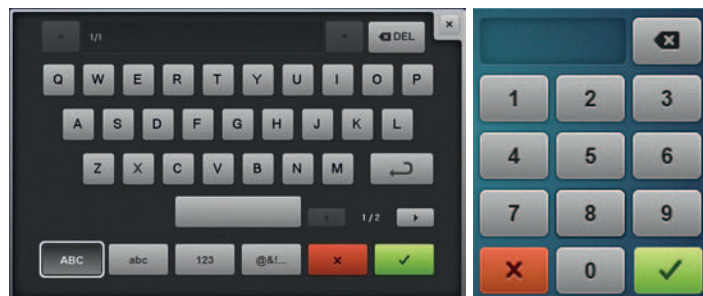 1/1 DEL ×
Q W E R T Y U I O P
A S D F G H J K L
Z X C V B N M
1/2
ABC abc 123 @&!...
1 2 3
4 5 6
7 8 9
0